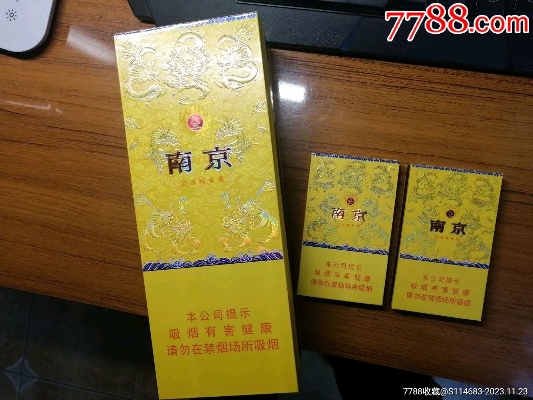 7788.com
南京
本公司提示
吸烟有害健康
请勿在禁烟场所吸烟
南京
本公司提示
吸烟有害健康
请勿在禁烟场所吸烟
南京
本公司提示
吸烟有害健康
请勿在禁烟场所吸烟
7788收藏@S114683-2023.11.23